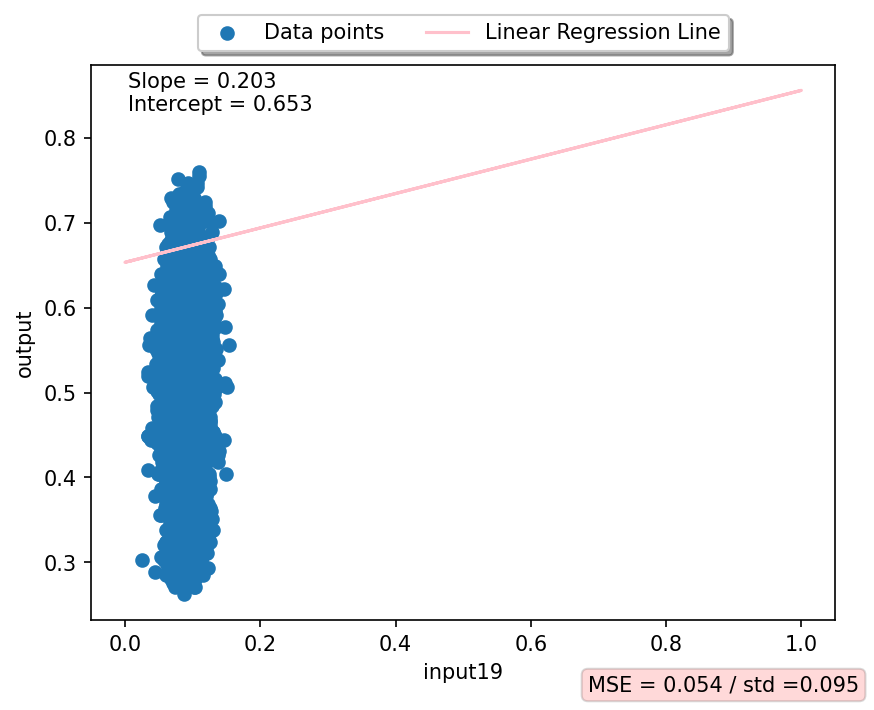 Data points
Linear Regression Line
Slope = 0.203
Intercept = 0.653
0.8
0.7
0.6
0.5
0.4
0.3
output
0.0
0.2
0.4
0.6
0.8
1.0
input19
MSE = 0.054 / std =0.095